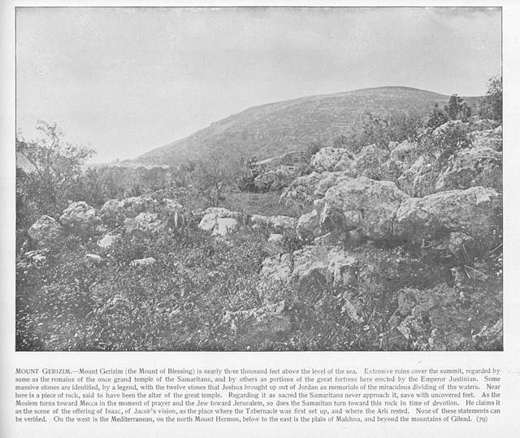 MOUNT GERIZIM.—Mount Gerizim (the Mount of Blessing) is nearly three thousand feet above the level of the sea. Extensive ruins cover the summit, regarded by
some as the remains of the once grand temple of the Samaritans, and by others as portions of the great fortress here erected by the Emperor Justinian. Some
massive stones are identified, by a legend, with the twelve stones that Joshua brought up out of Jordan as memorials of the miraculous dividing of the waters. Near
here is a piece of rock, said to have been the altar of the great temple. Regarding it as sacred the Samaritans never approach it, save with uncovered feet. As the
Moslem turns toward Mecca in the moment of prayer and the Jew toward Jerusalem, so does the Samaritan turn toward this rock in time of devotion. He claims it
as the scene of the offering of Isaac, of Jacob's vision, as the place where the Tabernacle was first set up, and where the Ark rested. None of these statements can
be verified. On the west is the Mediterranean, on the north Mount Hermon, below to the east is the plain of Makhna, and beyond the mountains of Gilead. (79)